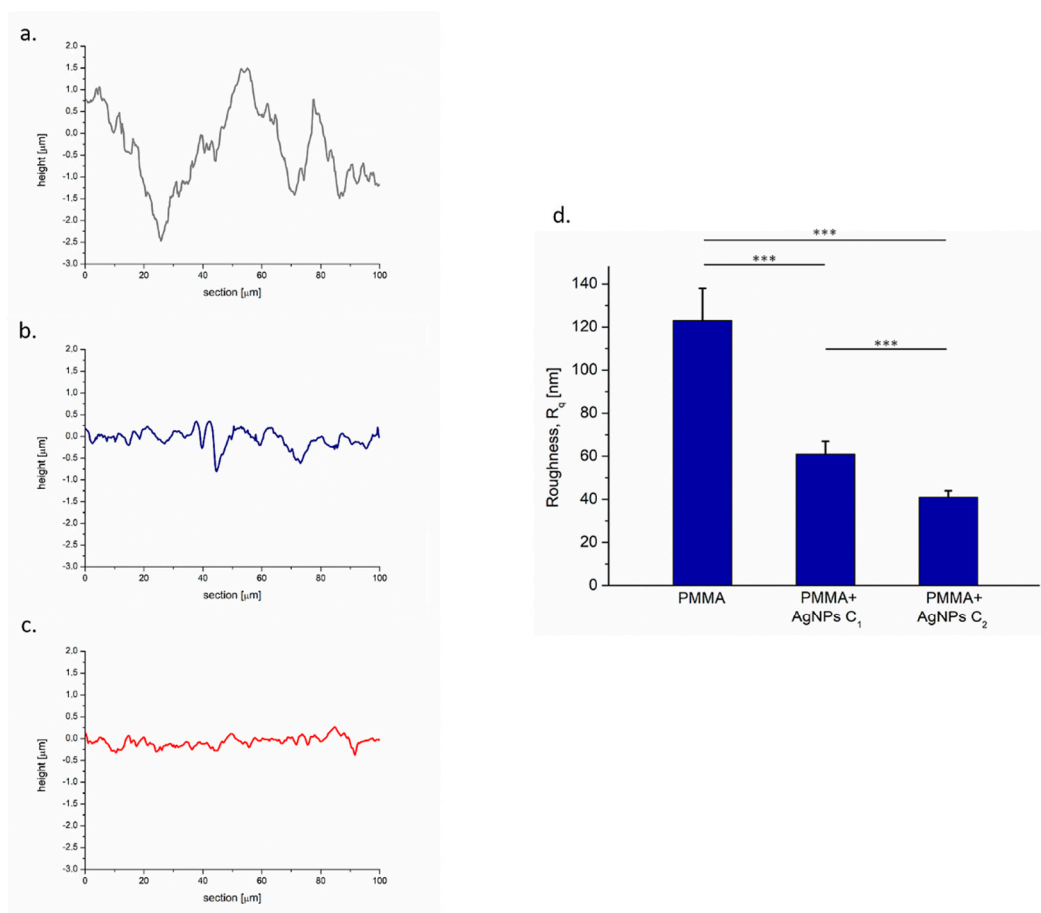 a.
2,0
1,5
1,0
0,5
0,0
-0,5
-1,0
-1,5
-2,0
-2,5
-3,0
height [μm]
0 20 40 60 80 100
section [μm]
b.
2,0
1,5
1,0
0,5
0,0
-0,5
-1,0
-1,5
-2,0
-2,5
-3,0
height [μm]
0 20 40 60 80 100
section [μm]
c.
2,0
1,5
1,0
0,5
0,0
-0,5
-1,0
-1,5
-2,0
-2,5
-3,0
height [μm]
0 20 40 60 80 100
section [μm]
d.
***
***
***
140
120
100
80
60
40
20
0
Roughness, Rq [nm]
PMMA PMMA+ PMMA+
AgNPs C1 AgNPs C2